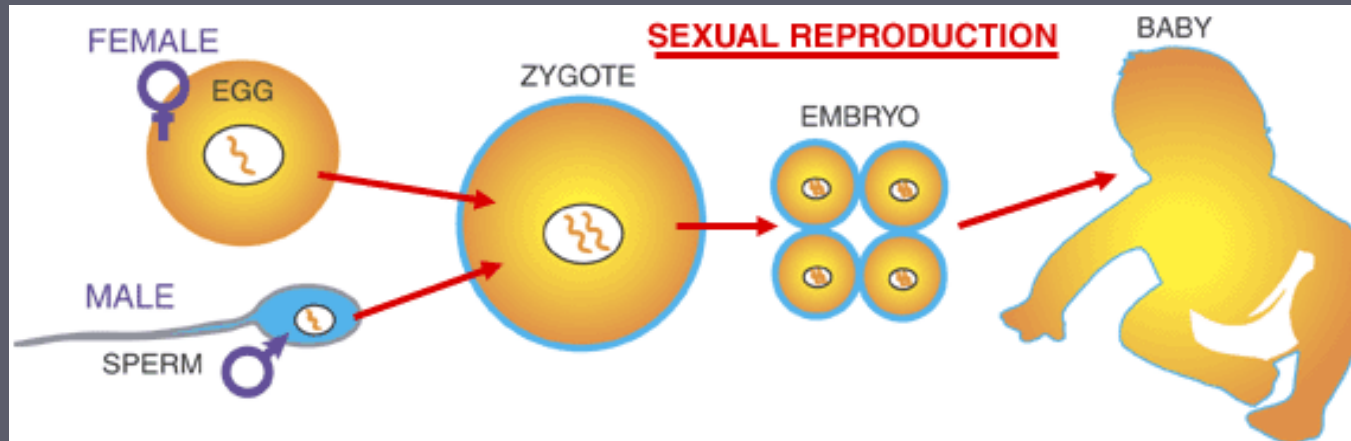 SEXUAL REPRODUCTION
FEMALE
EGG
MALE
SPERM
ZYGOTE
EMBRYO
BABY